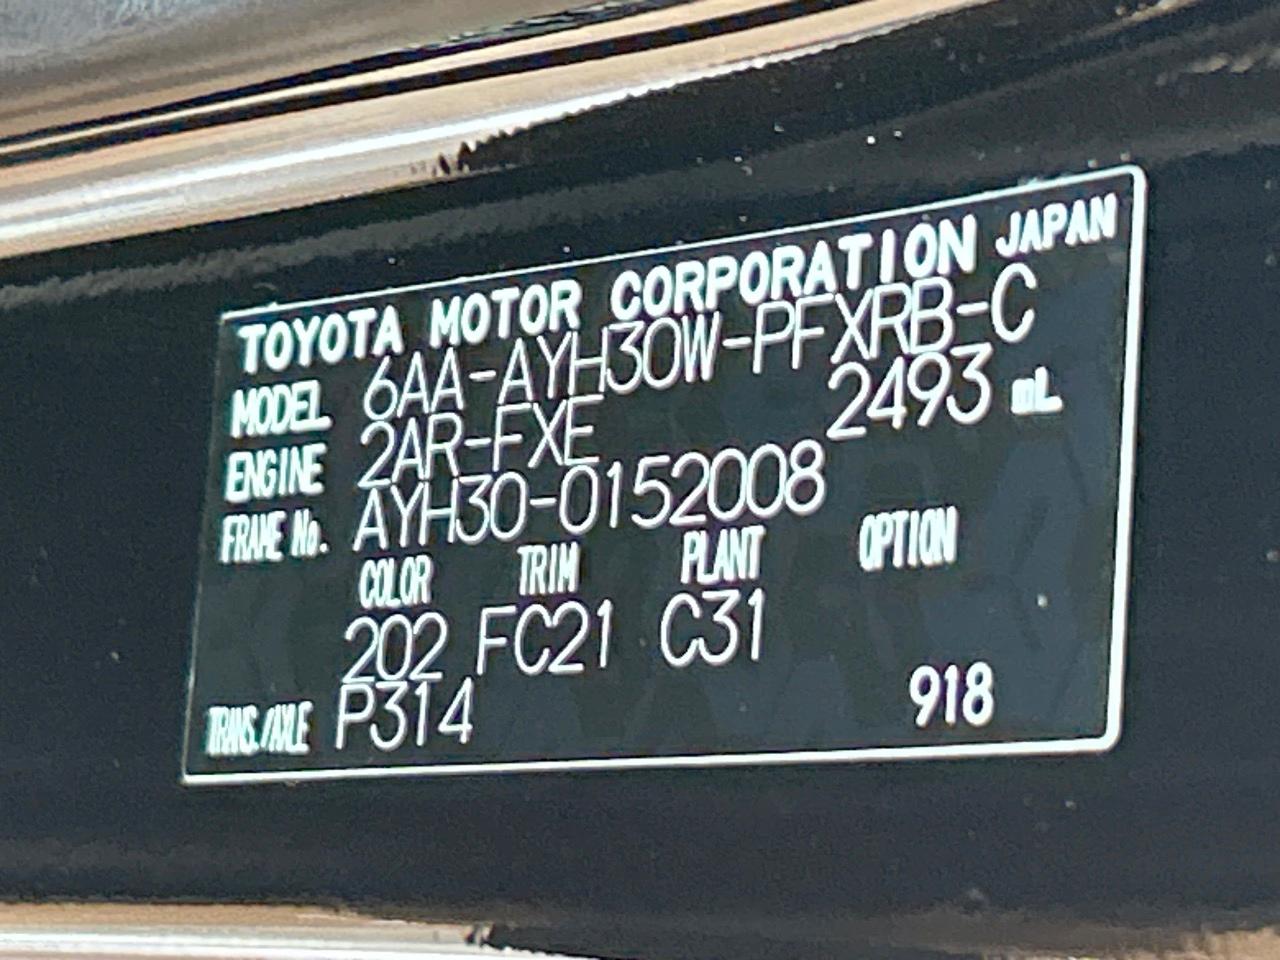 TOYOTA MOTOR CORPORATION JAPAN
MODEL 6AA-AYH30W-PFXRB-C
ENGINE 2AR-FXE 2493 mL
FRAME No. AYH30-0152008
COLOR TRIM PLANT OPTION
202 FC21 C31
TRANS./AXLE P314 918